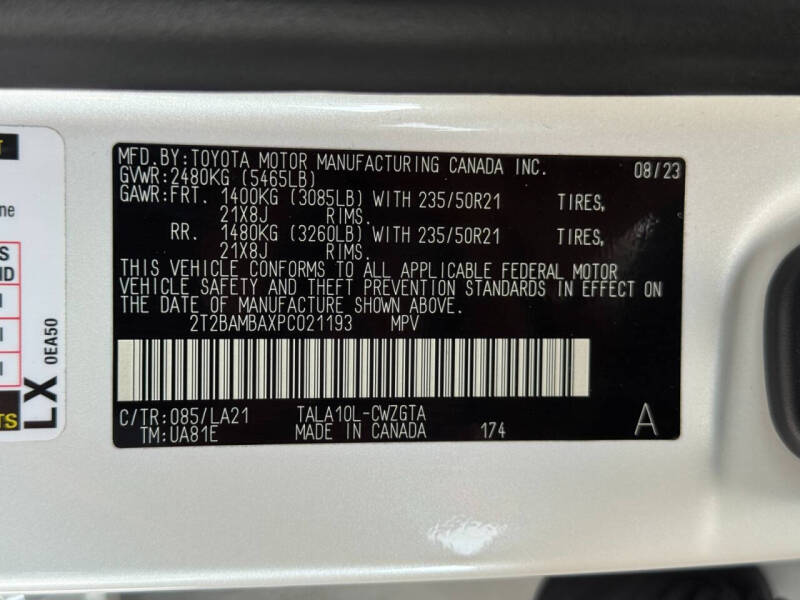 MFD.BY:TOYOTA MOTOR MANUFACTURING CANADA INC. 08/23
GVWR:2480KG (5465LB)
GAWR:FRT. 1400KG (3085LB) WITH 235/50R21 TIRES,
21X8J RIMS.
RR. 1480KG (3260LB) WITH 235/50R21 TIRES,
21X8J RIMS.
THIS VEHICLE CONFORMS TO ALL APPLICABLE FEDERAL MOTOR
VEHICLE SAFETY AND THEFT PREVENTION STANDARDS IN EFFECT ON
THE DATE OF MANUFACTURE SHOWN ABOVE.
2T2BAMBAXPC021193 MPV
C/TR:085/LA21 TALA10L-CWZGTA
TM:UA81E MADE IN CANADA 174 A
LX
0EA50